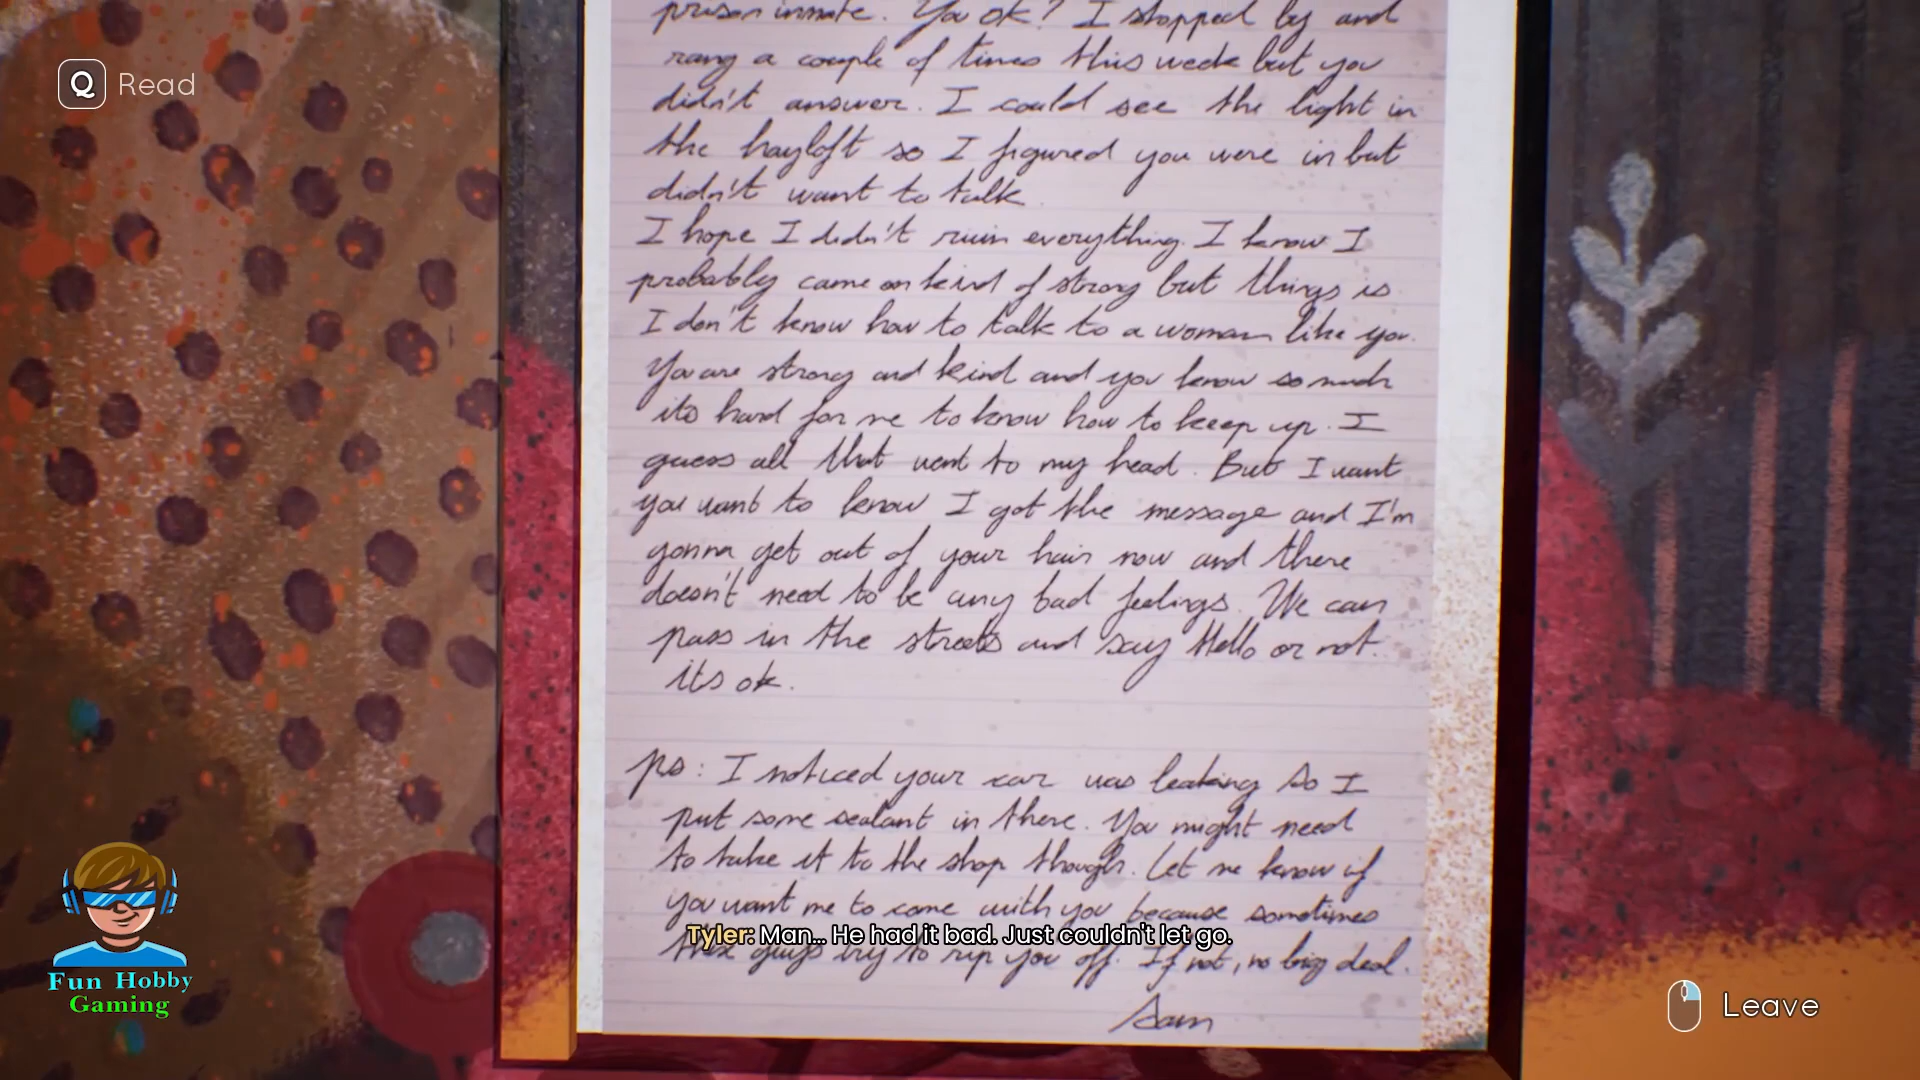 Q Read
prison inmate. You ok? I stopped by and
rang a couple of times this week but you
didn't answer. I could see the light in
the hayloft so I figured you were in but
didn't want to talk.
I hope I didn't ruin everything. I know I
probably came on kind of strong but things is
I don't know how to talk to a woman like you.
You are strong and kind and you know so much
its hard for me to know how to keep up. I
guess all that went to my head. But I want
you want to know I got the message and I'm
gonna get out of your hair now and there
doesn't need to be any bad feelings. We can
pass in the streets and say Hello or not.
its ok.
ps: I noticed your car was leaking so I
put some sealant in there. You might need
to take it to the shop though. Let me know if
you want me to come with you because sometimes
Tyler: Man... He had it bad. Just couldn't let go.
these guys try to rip you off. If not, no big deal.
Sam
Fun Hobby
Gaming
Leave